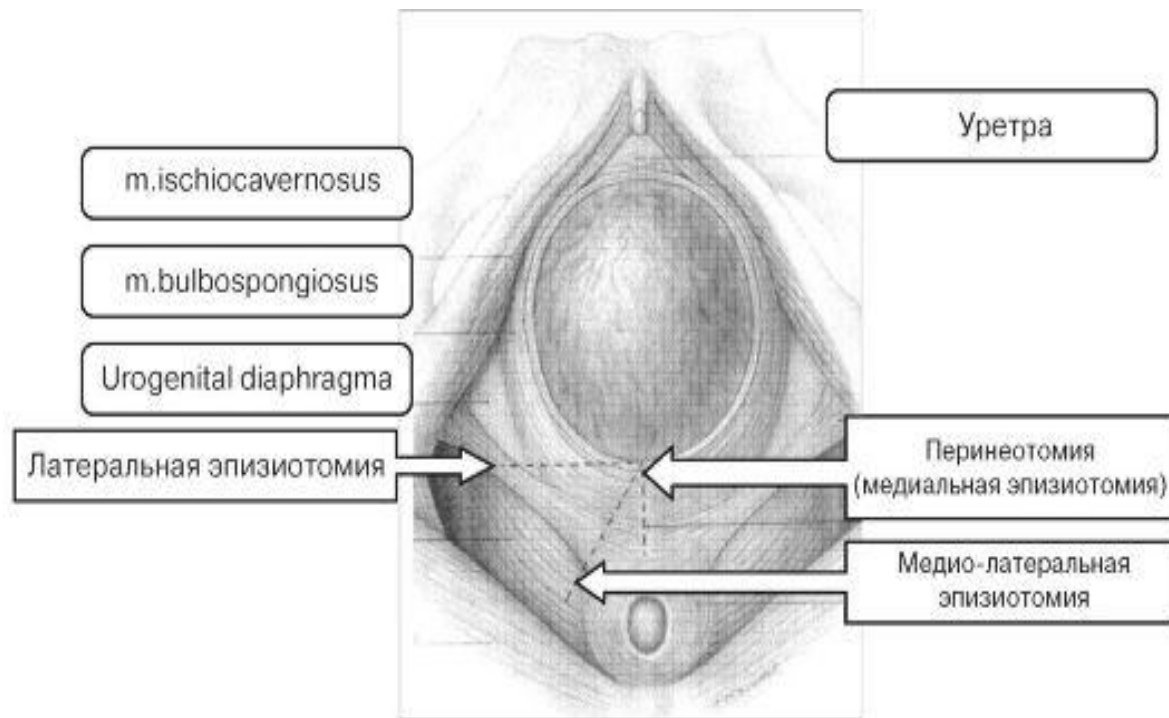 Уретра
m.ischiocavernosus
m.bulbospongiosus
Urogenital diaphragma
Латеральная эпизиотомия
Перинеотомия
(медиальная эпизиотомия)
Медио-латеральная
эпизиотомия